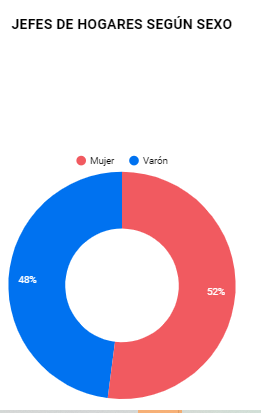 JEFES DE HOGARES SEGÚN SEXO
Mujer Varón
48%
52%